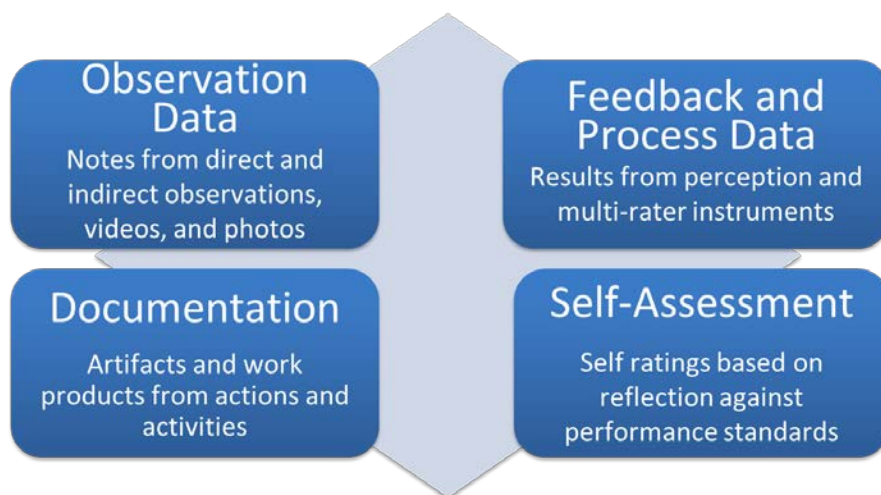 Observation
Data
Notes from direct and
indirect observations,
videos, and photos
Feedback and
Process Data
Results from perception and
multi-rater instruments
Documentation
Artifacts and work
products from actions and
activities
Self-Assessment
Self ratings based on
reflection against
performance standards